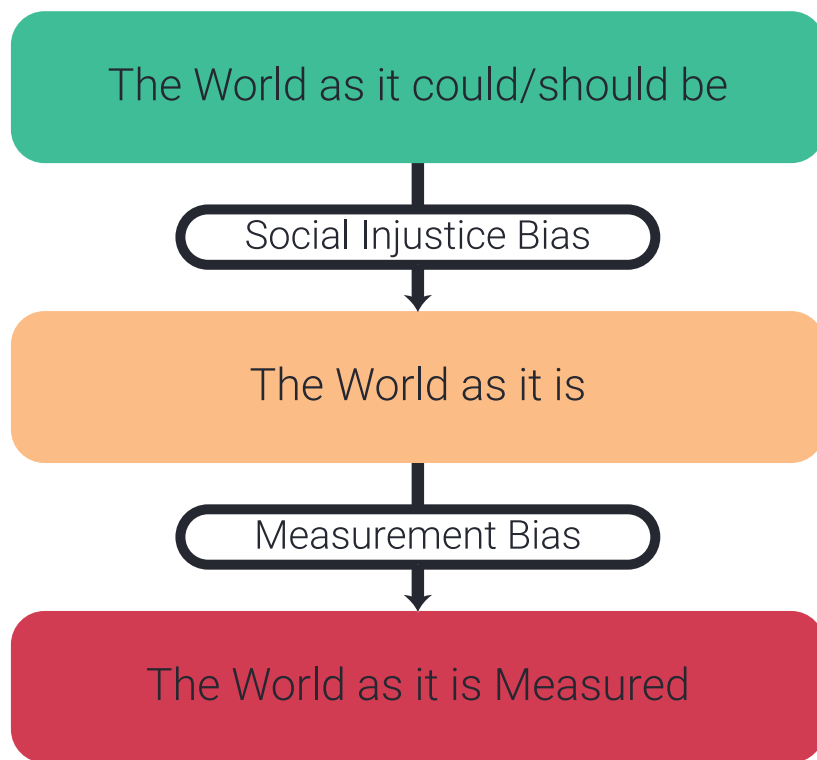 The World as it could/should be
Social Injustice Bias
The World as it is
Measurement Bias
The World as it is Measured